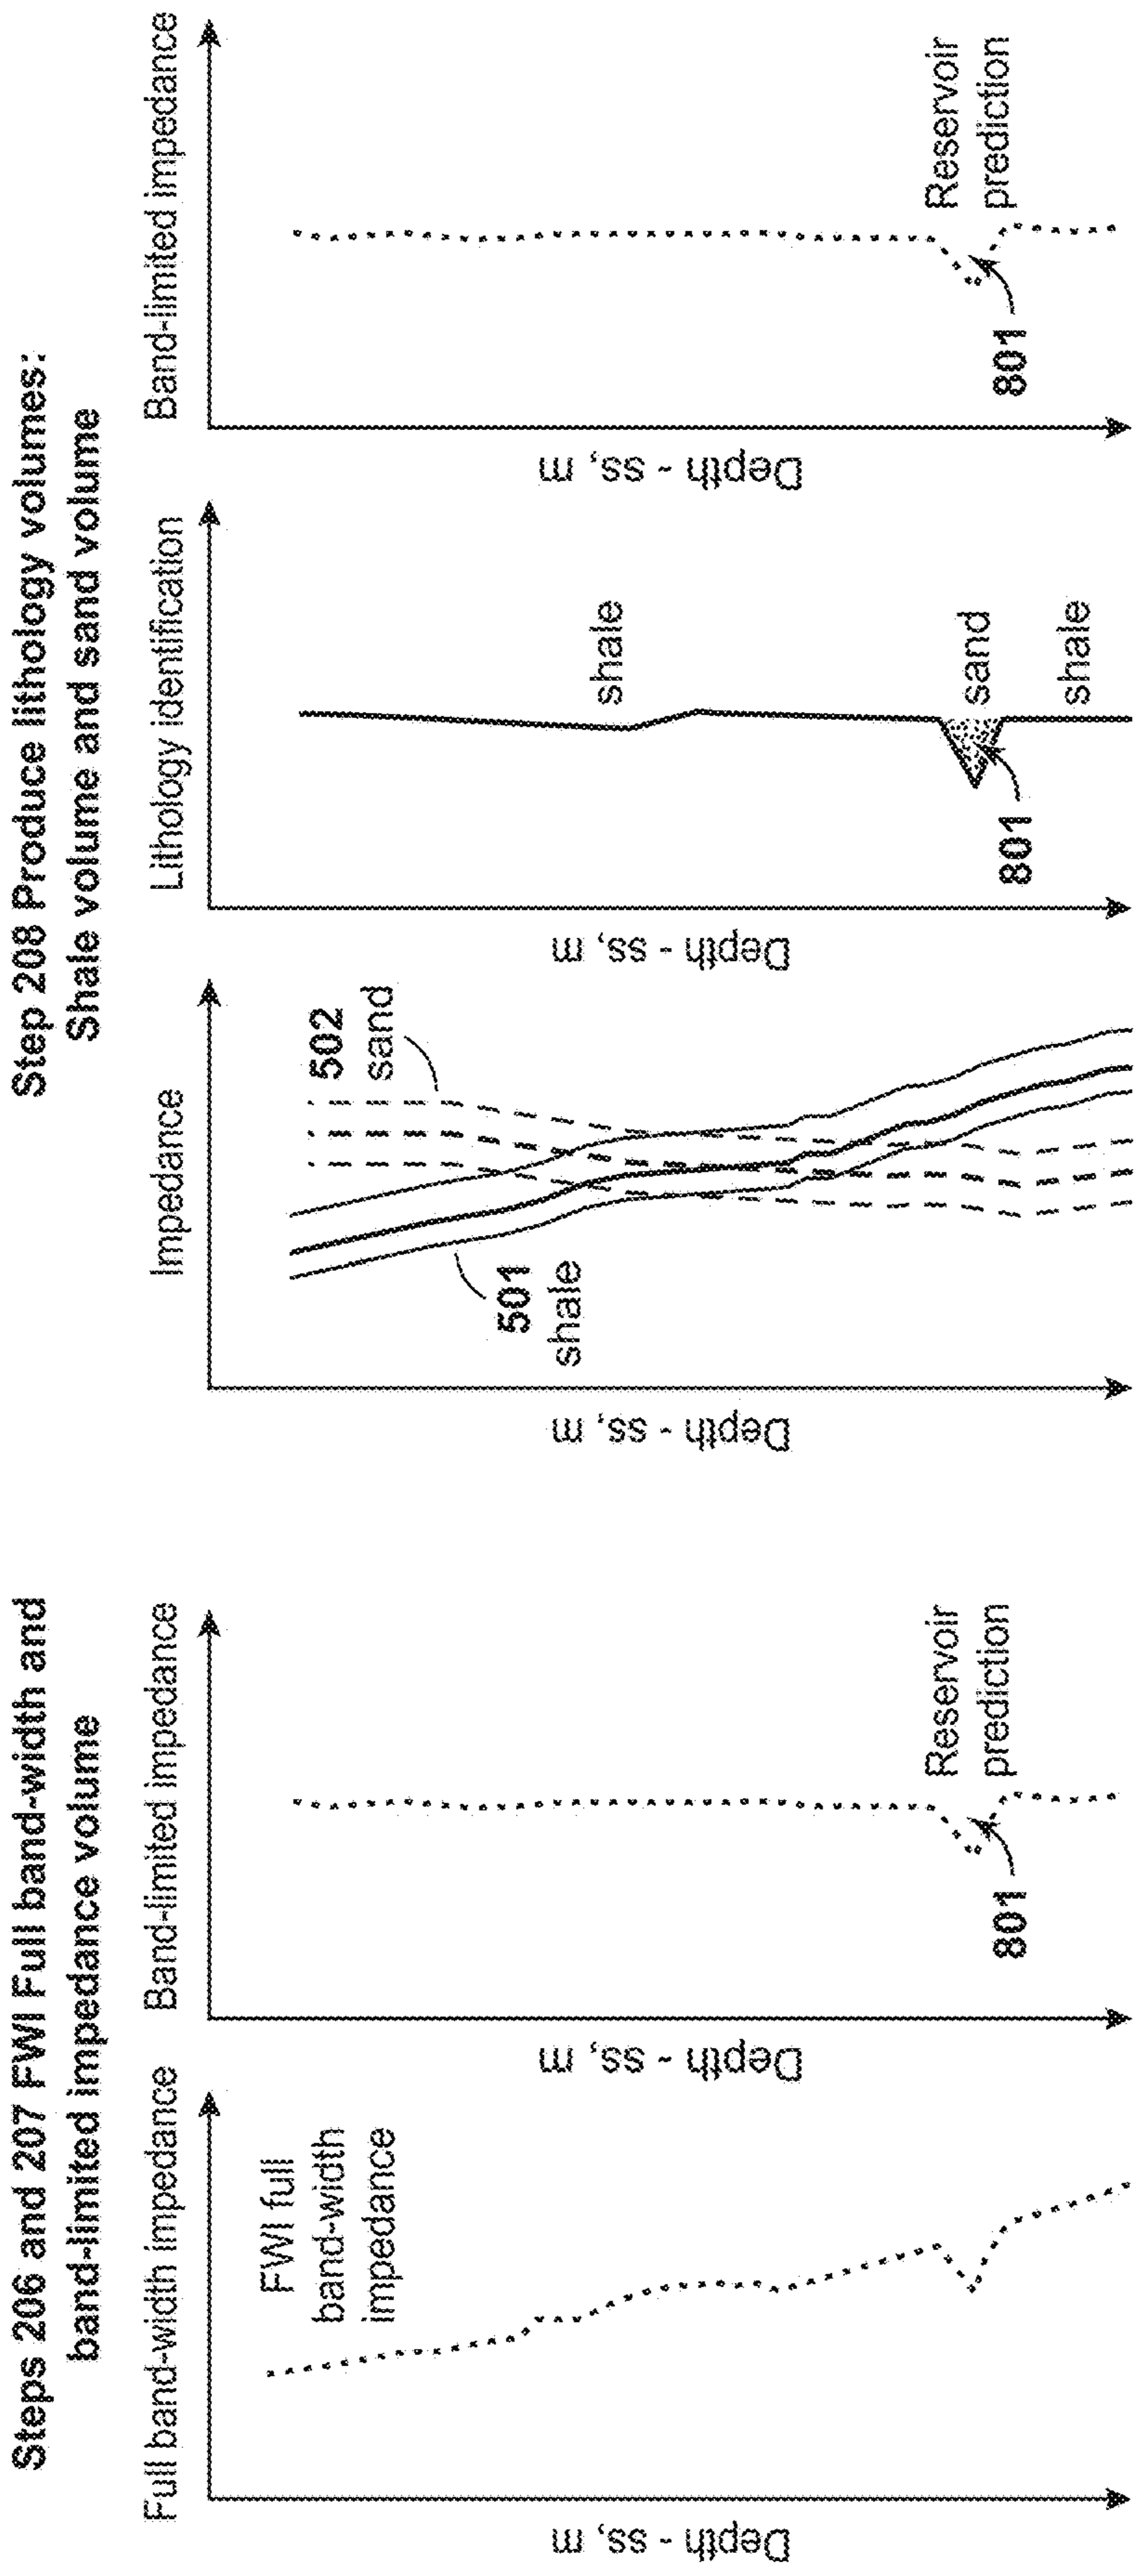 Steps 206 and 207 FWI Full band-width and
band-limited impedance volume
Full band-width impedance
Depth - ss, m
FWI full
band-width
impedance
Band-limited impedance
Depth - ss, m
801
Reservoir
prediction
Step 208 Produce lithology volumes:
Shale volume and sand volume
Impedance
Depth - ss, m
501
shale
502
sand
Lithology identification
Depth - ss, m
shale
801
sand
shale
Band-limited impedance
Depth - ss, m
801
Reservoir
prediction